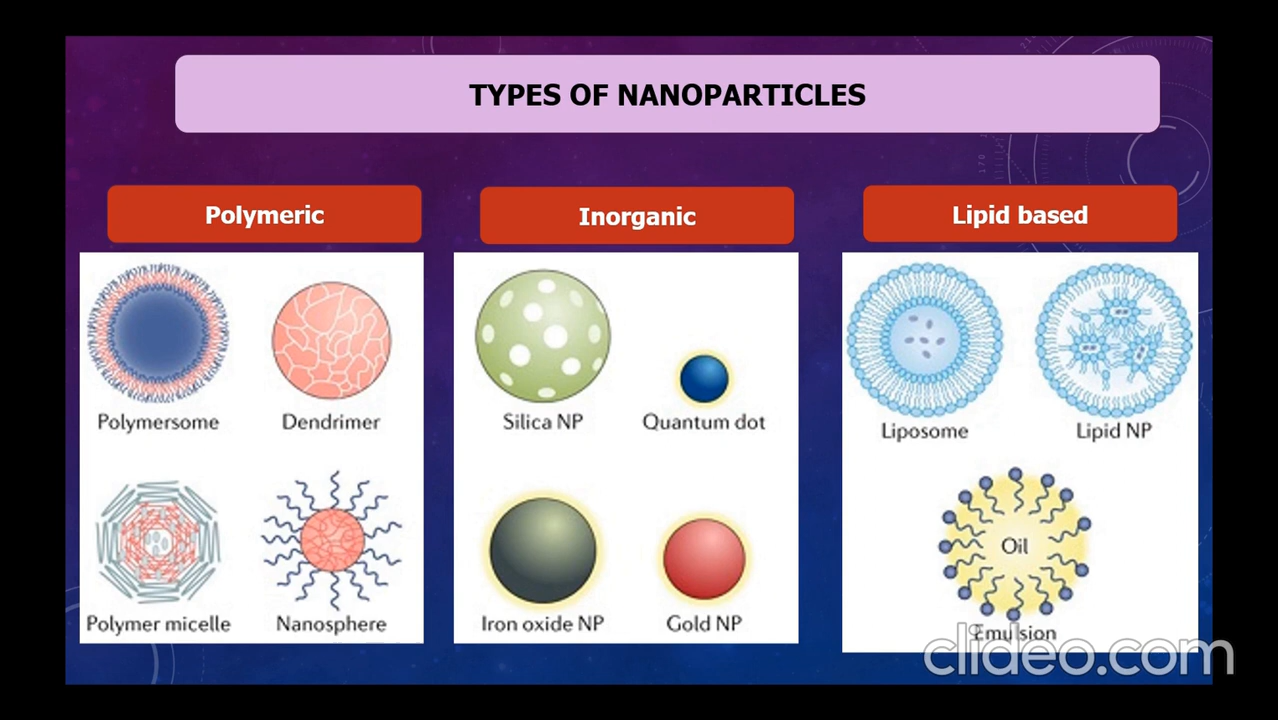 TYPES OF NANOPARTICLES
Polymeric
Polymersome
Dendrimer
Polymer micelle
Nanosphere
Inorganic
Silica NP
Quantum dot
Iron oxide NP
Gold NP
Lipid based
Liposome
Lipid NP
Oil
Emulsion
clideo.com